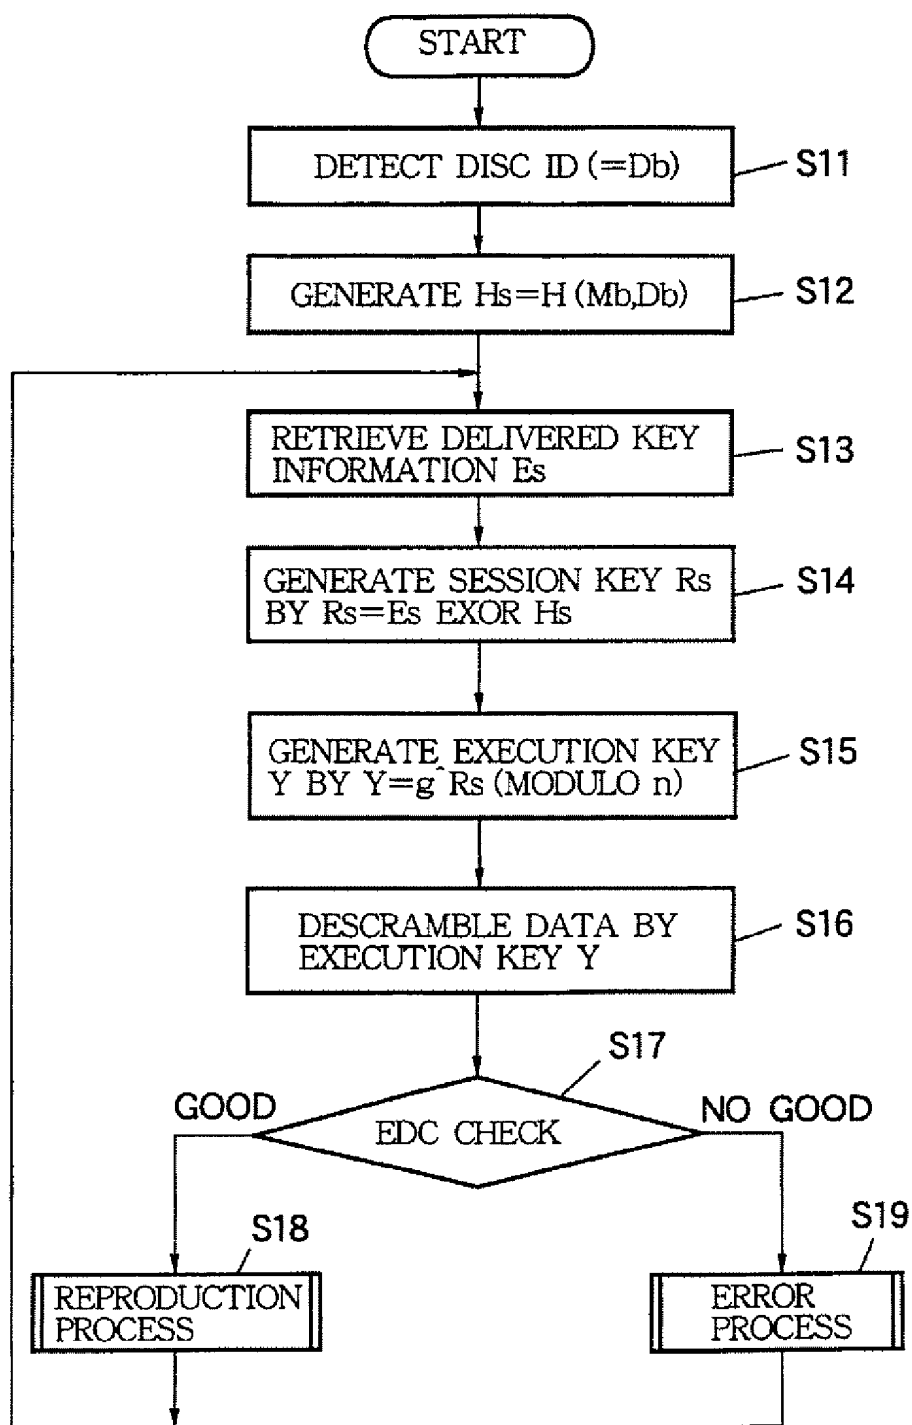 START
DETECT DISC ID (=Db)
S11
GENERATE Hs=H (Mb,Db)
S12
RETRIEVE DELIVERED KEY
INFORMATION Es
S13
GENERATE SESSION KEY Rs
BY Rs=Es EXOR Hs
S14
GENERATE EXECUTION KEY
Y BY Y=g^Rs (MODULO n)
S15
DESCRAMBLE DATA BY
EXECUTION KEY Y
S16
S17
GOOD
EDC CHECK
NO GOOD
S18
REPRODUCTION
PROCESS
S19
ERROR
PROCESS